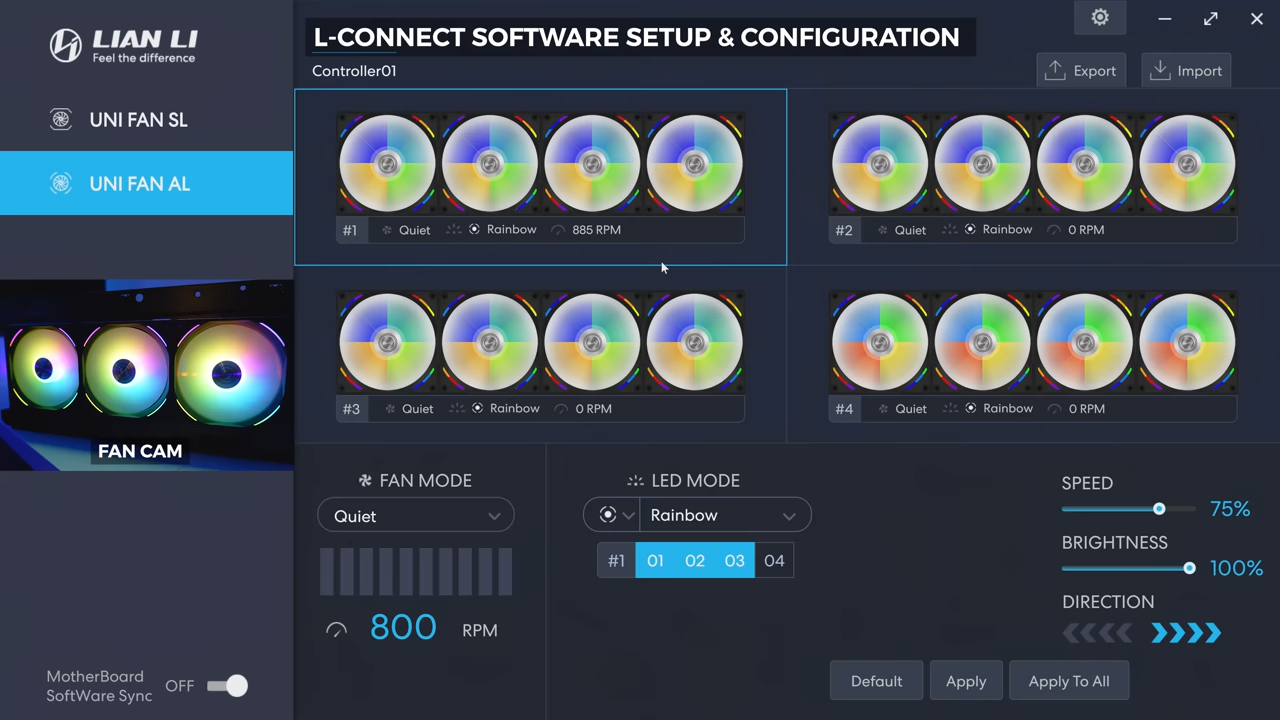 LIAN LI
Feel the difference
L-CONNECT SOFTWARE SETUP & CONFIGURATION
Controller01
Export
Import
UNI FAN SL
UNI FAN AL
#1 Quiet Rainbow 885 RPM
#2 Quiet Rainbow 0 RPM
#3 Quiet Rainbow 0 RPM
#4 Quiet Rainbow 0 RPM
FAN CAM
FAN MODE
Quiet
800 RPM
LED MODE
Rainbow
#1 01 02 03 04
SPEED
75%
BRIGHTNESS
100%
DIRECTION
MotherBoard
SoftWare Sync
OFF
Default
Apply
Apply To All